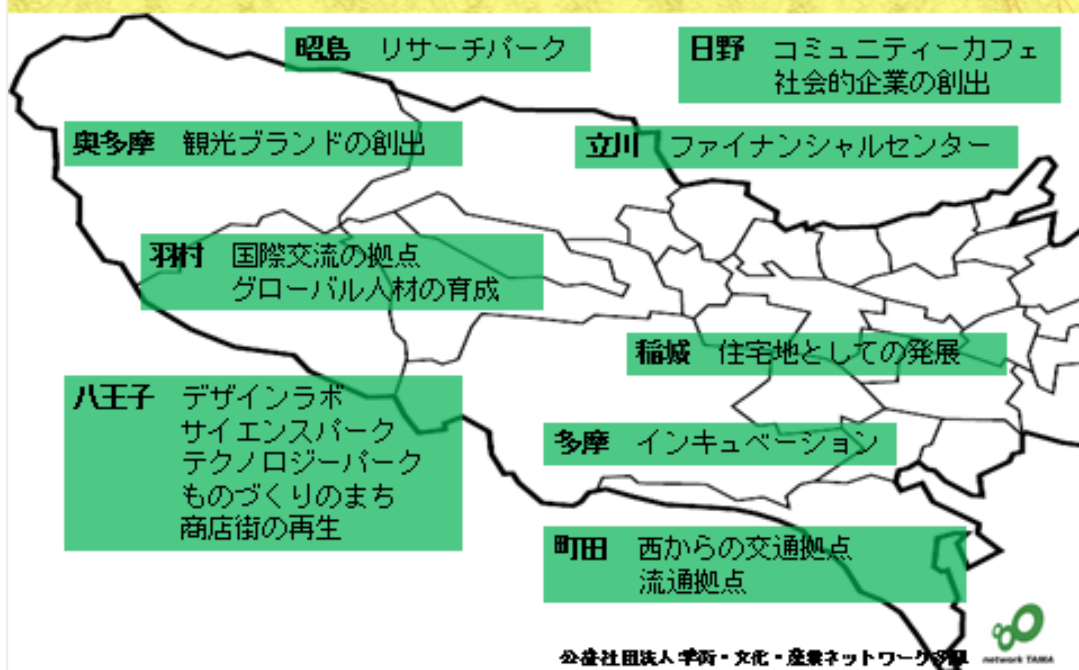 昭島 リサーチパーク
日野 コミュニティーカフェ
社会的企業の創出
奥多摩 観光ブランドの創出
立川 ファイナンシャルセンター
羽村 国際交流の拠点
グローバル人材の育成
稲城 住宅地としての発展
八王子 デザインラボ
サイエンスパーク
テクノロジーパーク
ものづくりのまち
商店街の再生
多摩 インキュベーション
町田 西からの交通拠点
流通拠点
公益社団法人 学術・文化・産業ネットワーク多摩
network TAMA